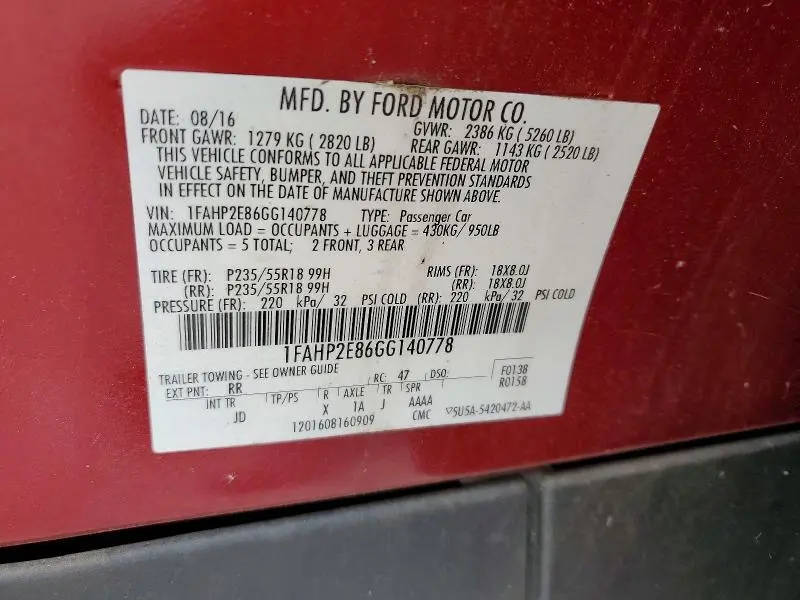 MFD. BY FORD MOTOR CO.
DATE: 08/16 GVWR: 2386 KG ( 5260 LB)
FRONT GAWR: 1279 KG ( 2820 LB) REAR GAWR: 1143 KG ( 2520 LB)
THIS VEHICLE CONFORMS TO ALL APPLICABLE FEDERAL MOTOR
VEHICLE SAFETY, BUMPER, AND THEFT PREVENTION STANDARDS
IN EFFECT ON THE DATE OF MANUFACTURE SHOWN ABOVE.
VIN: 1FAHP2E86GG140778 TYPE: Passenger Car
MAXIMUM LOAD = OCCUPANTS + LUGGAGE = 430KG/ 950LB
OCCUPANTS = 5 TOTAL; 2 FRONT, 3 REAR
TIRE (FR): P235/55R18 99H RIMS (FR): 18X8.0J
(RR): P235/55R18 99H (RR): 18X8.0J
PRESSURE (FR): 220 kPa/ 32 PSI COLD (RR): 220 kPa/ 32 PSI COLD
1FAHP2E86GG140778
TRAILER TOWING - SEE OWNER GUIDE
EXT PNT: RR RC: 47 DSO: F0138
R0158
INT TR TP/PS R AXLE TR SPR
JD X 1A J AAAA
1201608160909 CMC 5U5A-5420472-AA